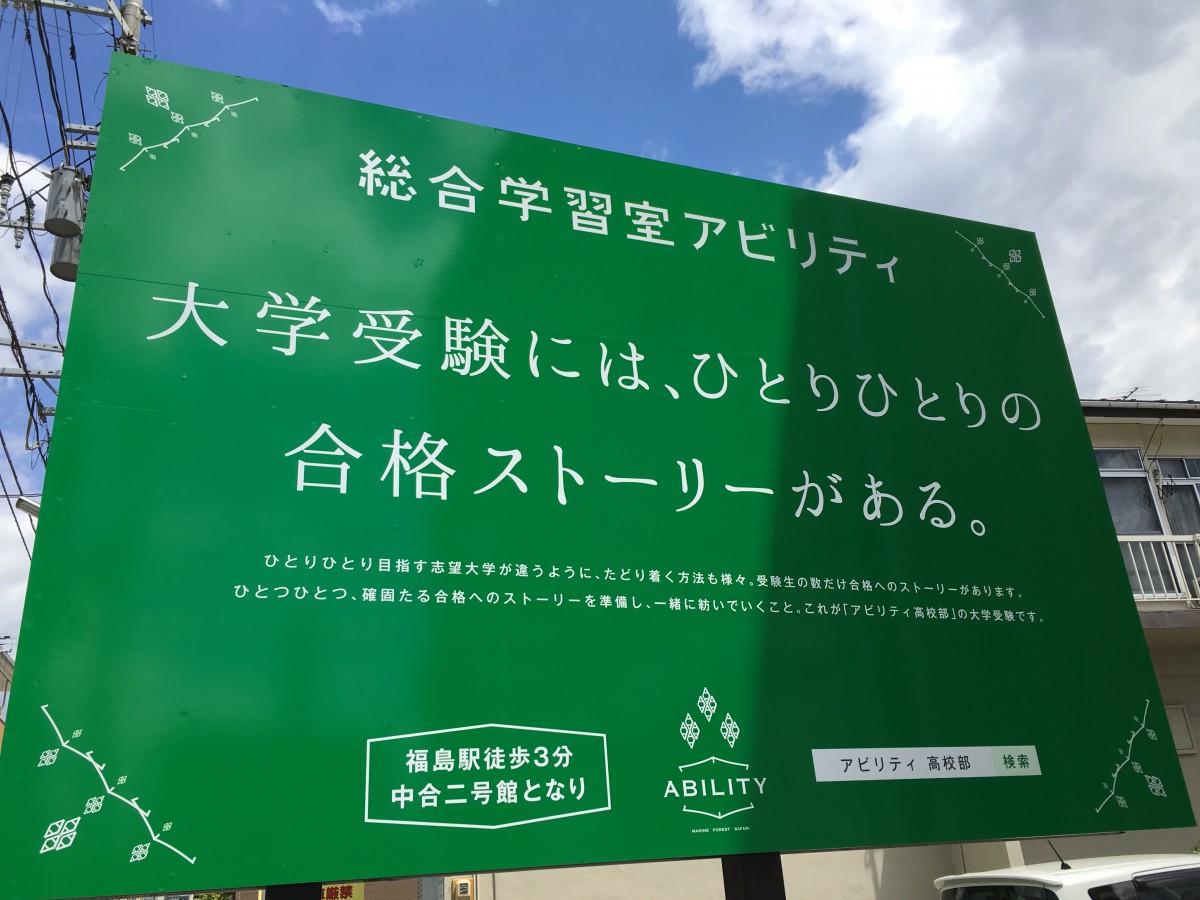 総合学習室アビリティ
大学受験には、ひとりひとりの
合格ストーリーがある。
ひとりひとり目指す志望大学が違うように、たどり着く方法も様々。受験生の数だけ合格へのストーリーがあります。
ひとつひとつ、確固たる合格へのストーリーを準備し、一緒に紡いでいくこと。これが「アビリティ高校部」の大学受験です。
福島駅徒歩3分
中合二号館となり
ABILITY
MARINE FOREST SAFARI
アビリティ 高校部 検索
厳禁